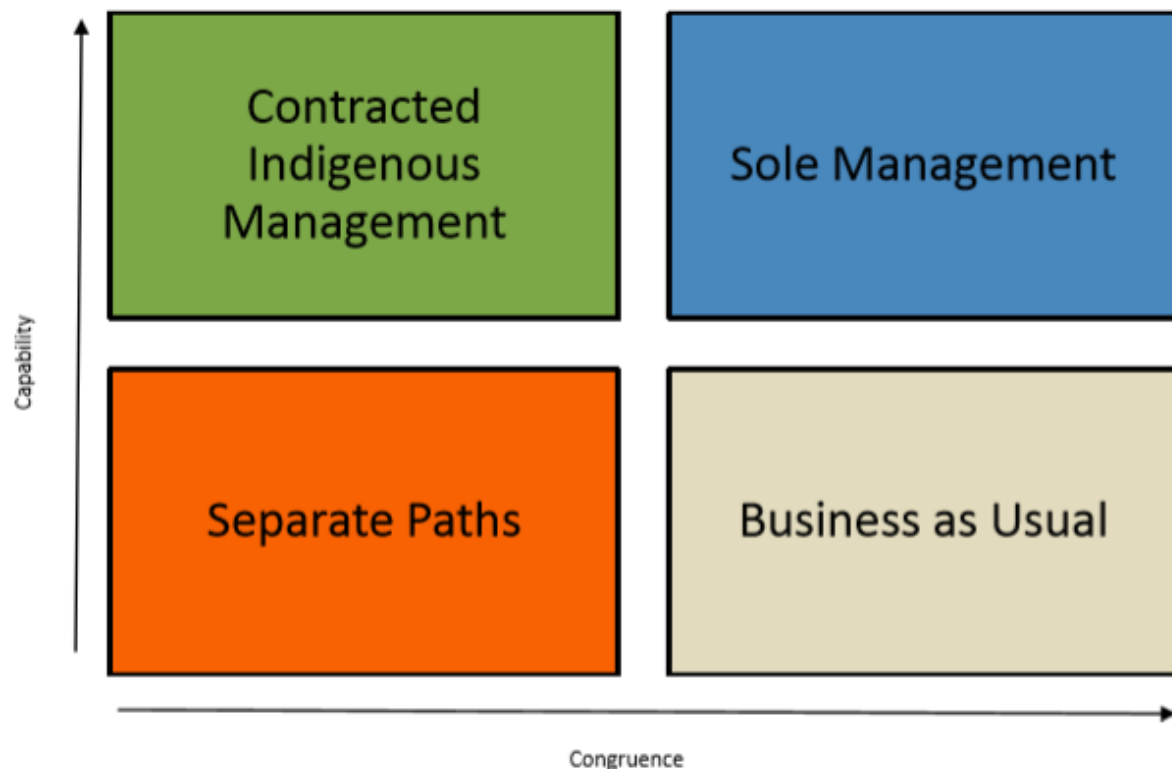 Contracted
Indigenous
Management
Sole Management
Capability
Separate Paths
Business as Usual
Congruence